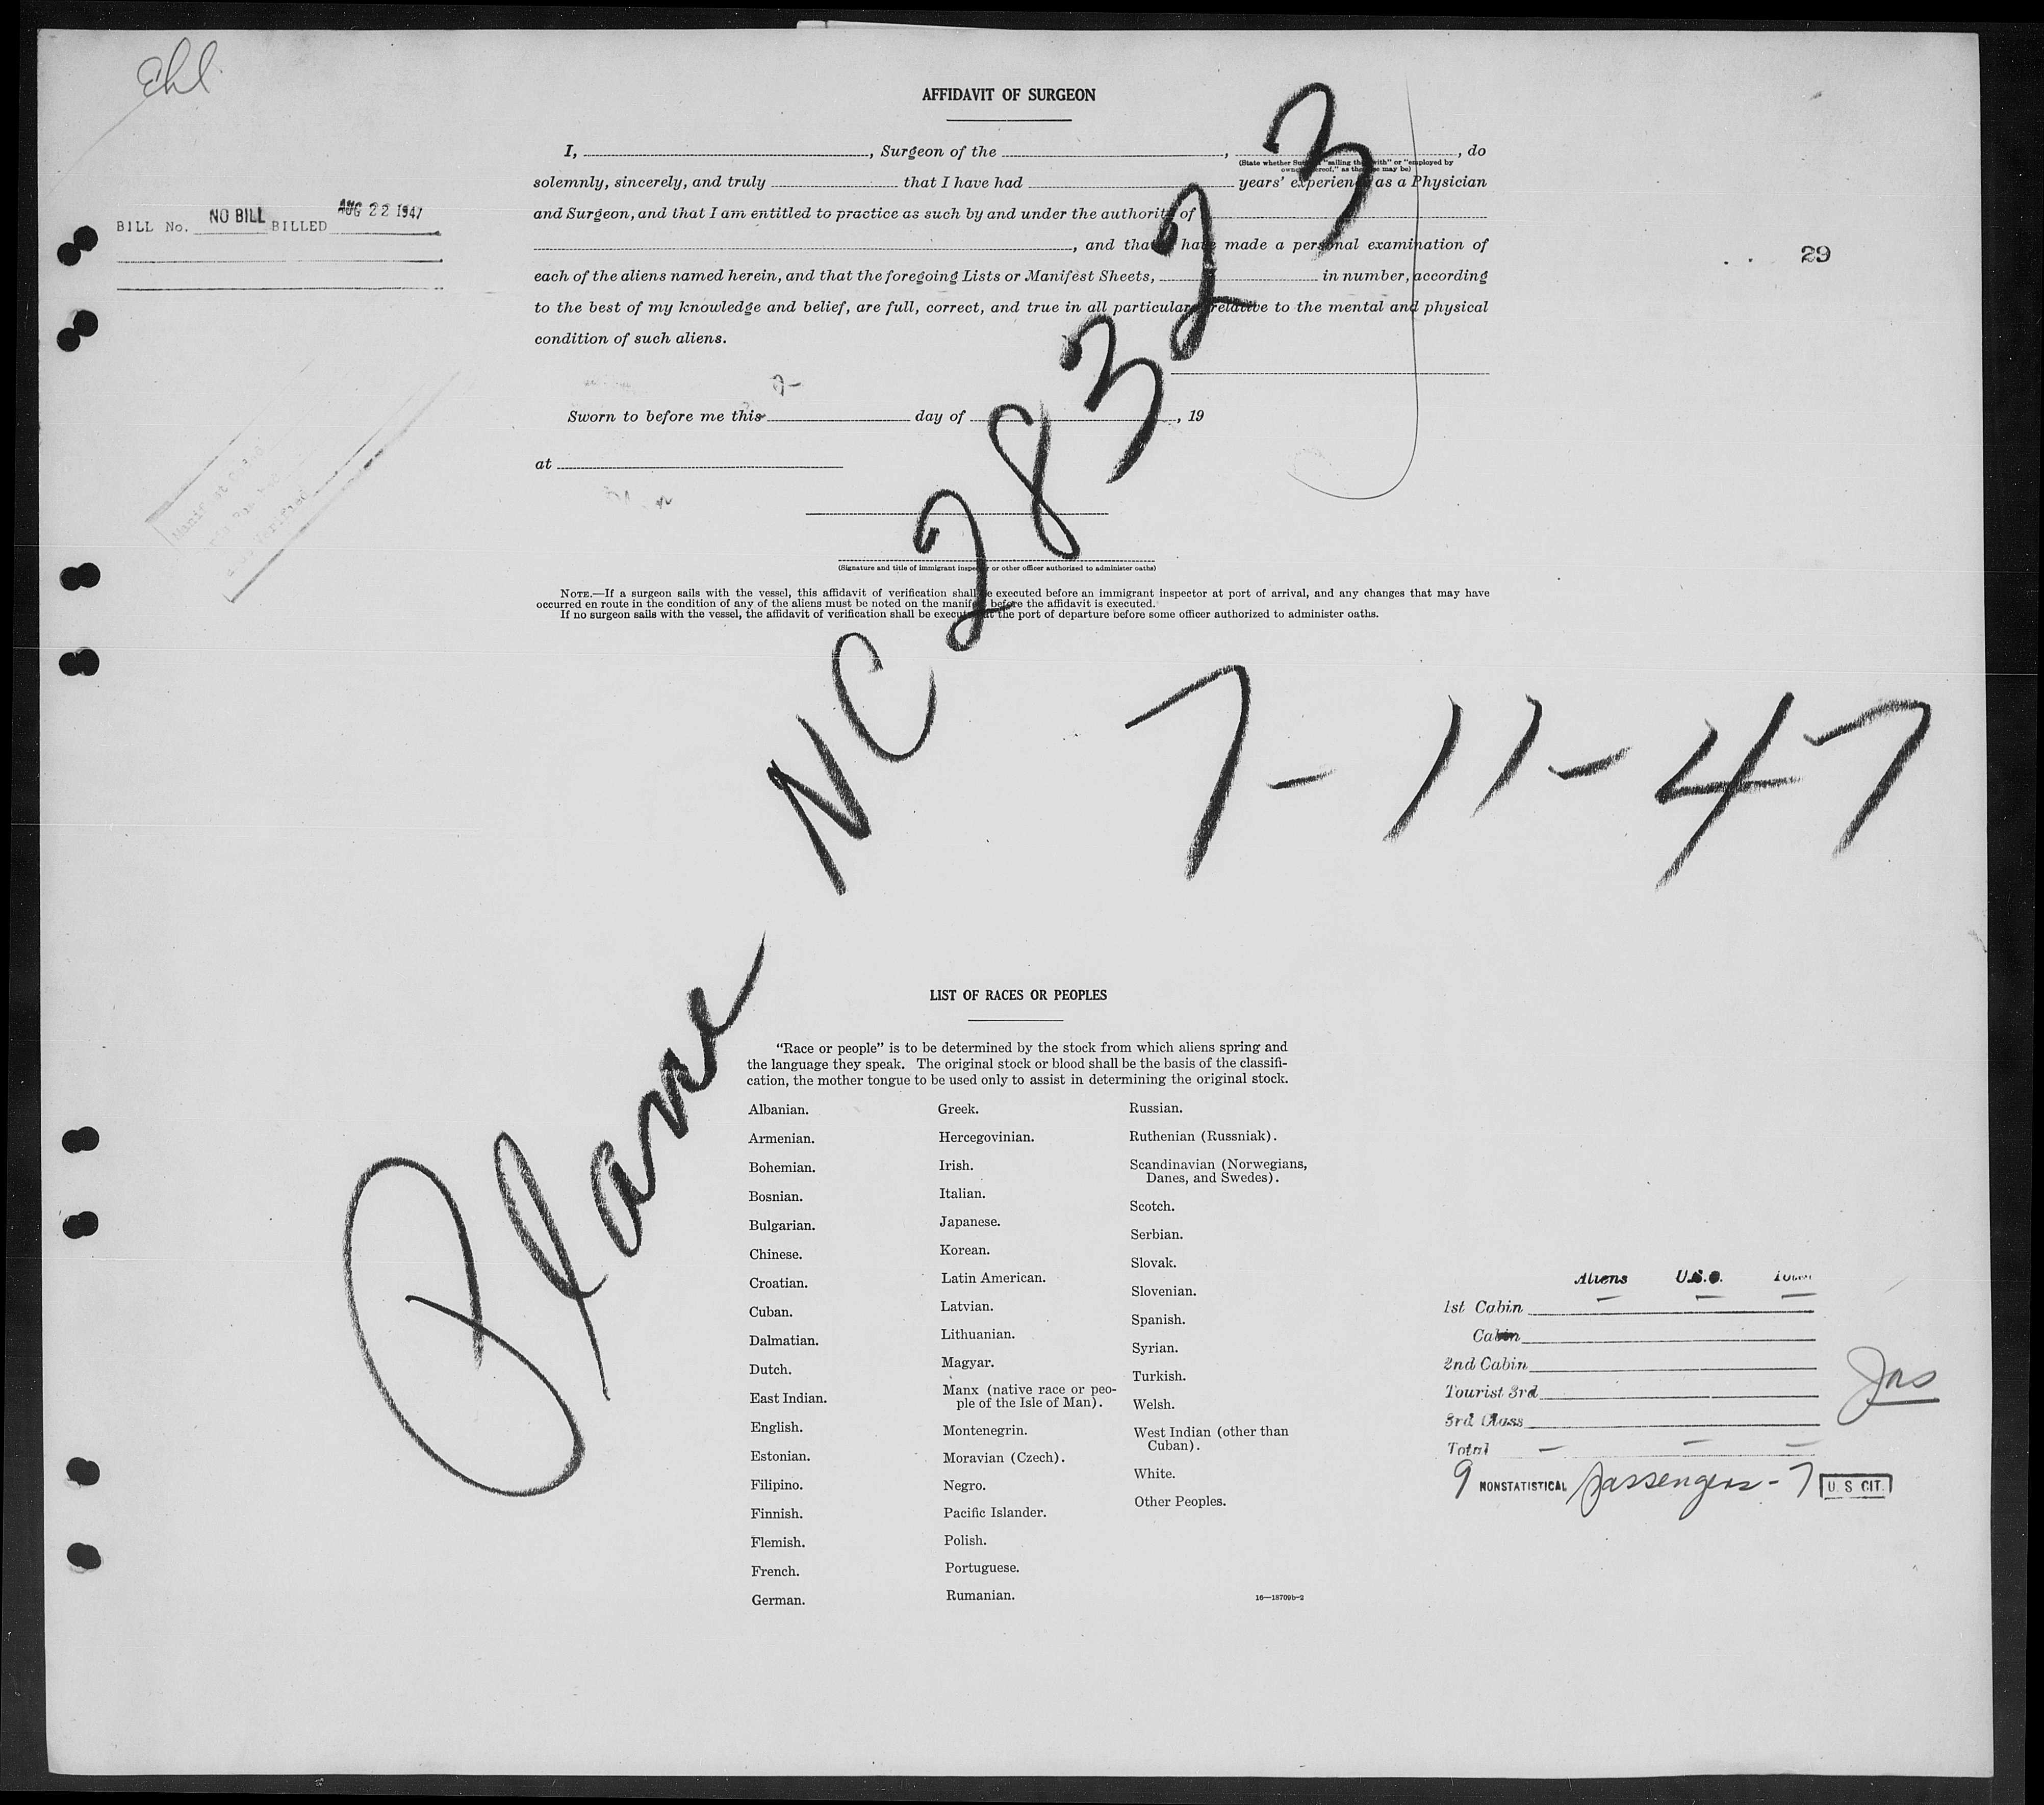 Ehl
AFFIDAVIT OF SURGEON
I, , Surgeon of the , , do
(State whether "sailing with" or "employed by
as the may be)
solemnly, sincerely, and truly that I have had years' experience as a Physician
and Surgeon, and that I am entitled to practice as such by and under the authority of
BILL No. NO BILL BILLED AUG 22 1947
, and that have made a personal examination of
29
each of the aliens named herein, and that the foregoing Lists or Manifest Sheets, in number, according
to the best of my knowledge and belief, are full, correct, and true in all particulars relative to the mental and physical
condition of such aliens.
Sworn to before me this day of , 19
at
(Signature and title of immigrant inspector or other officer authorized to administer oaths)
NOTE.—If a surgeon sails with the vessel, this affidavit of verification shall be executed before an immigrant inspector at port of arrival, and any changes that may have
occurred en route in the condition of any of the aliens must be noted on the manifest before the affidavit is executed.
If no surgeon sails with the vessel, the affidavit of verification shall be executed at the port of departure before some officer authorized to administer oaths.
Plane NC 28323
7-11-47
LIST OF RACES OR PEOPLES
"Race or people" is to be determined by the stock from which aliens spring and
the language they speak. The original stock or blood shall be the basis of the classifi-
cation, the mother tongue to be used only to assist in determining the original stock.
Albanian.
Armenian.
Bohemian.
Bosnian.
Bulgarian.
Chinese.
Croatian.
Cuban.
Dalmatian.
Dutch.
East Indian.
English.
Estonian.
Filipino.
Finnish.
Flemish.
French.
German.
Greek.
Hercegovinian.
Irish.
Italian.
Japanese.
Korean.
Latin American.
Latvian.
Lithuanian.
Magyar.
Manx (native race or peo-
ple of the Isle of Man).
Montenegrin.
Moravian (Czech).
Negro.
Pacific Islander.
Polish.
Portuguese.
Rumanian.
Russian.
Ruthenian (Russniak).
Scandinavian (Norwegians,
Danes, and Swedes).
Scotch.
Serbian.
Slovak.
Slovenian.
Spanish.
Syrian.
Turkish.
Welsh.
West Indian (other than
Cuban).
White.
Other Peoples.
16—18709b-2
Aliens U.S.C. Total
1st Cabin — — —
Cabin
2nd Cabin
Tourist 3rd
3rd Class
Total — — —
Jas
9 NONSTATISTICAL passengers - 7 U. S. CIT.